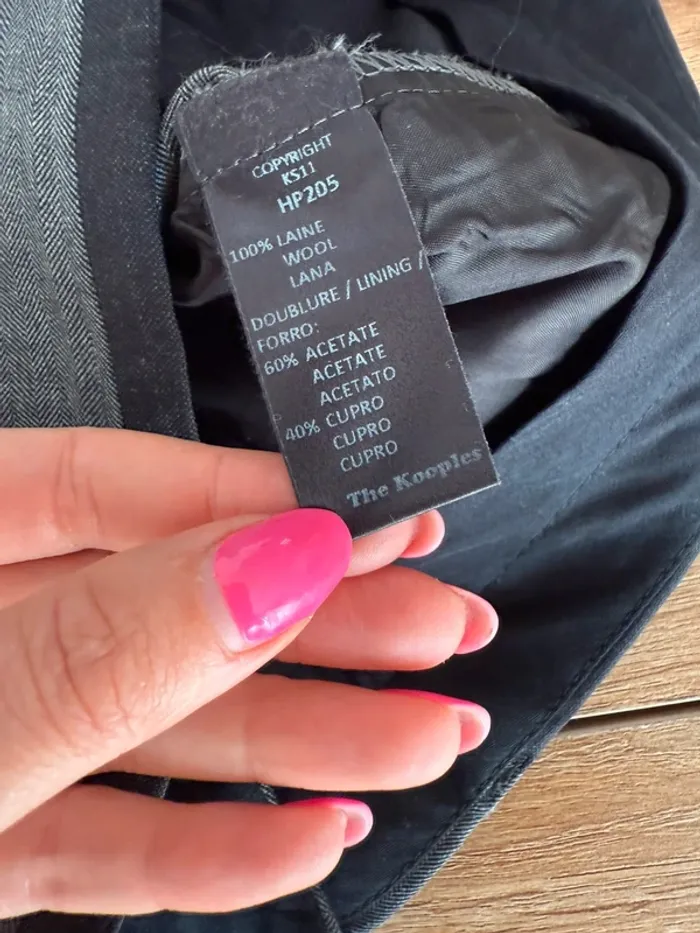 COPYRIGHT
KS11
HP205
100% LAINE
WOOL
LANA
DOUBLURE / LINING /
FORRO:
60% ACETATE
ACETATE
ACETATO
40% CUPRO
CUPRO
CUPRO
The Kooples